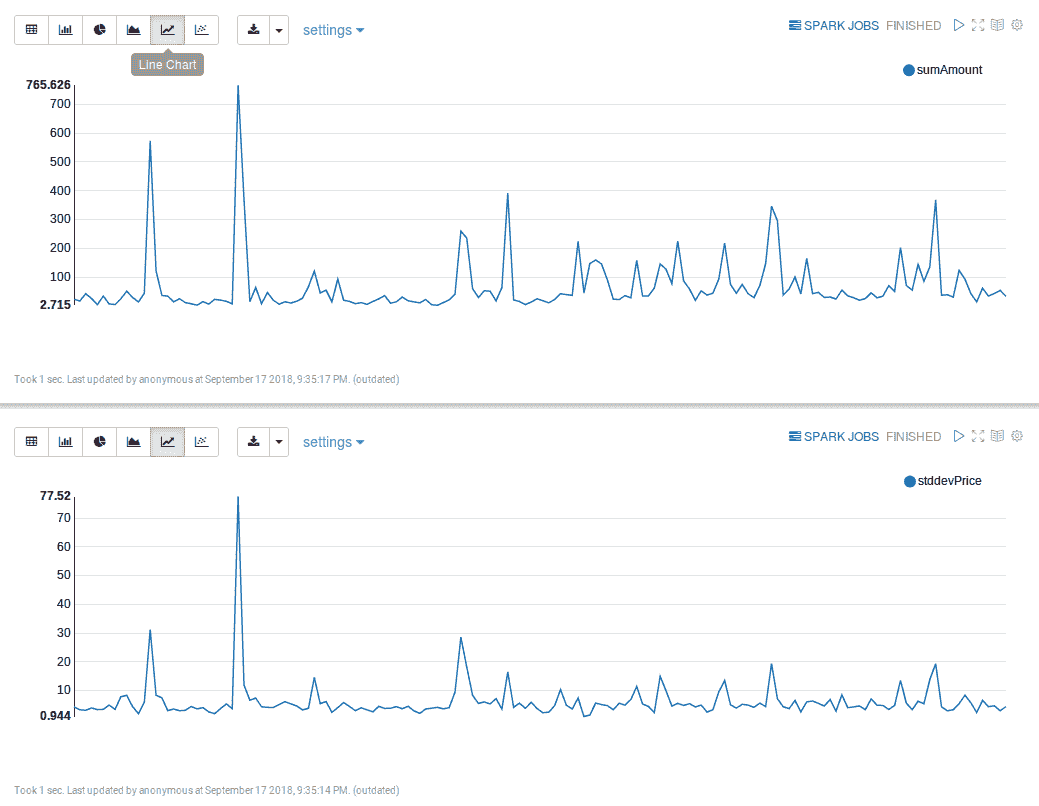 settings
SPARK JOBS FINISHED
Line Chart
sumAmount
765.626
700
600
500
400
300
200
100
2.715
Took 1 sec. Last updated by anonymous at September 17 2018, 9:35:17 PM. (outdated)
settings
SPARK JOBS FINISHED
stddevPrice
77.52
70
60
50
40
30
20
10
0.944
Took 1 sec. Last updated by anonymous at September 17 2018, 9:35:14 PM. (outdated)